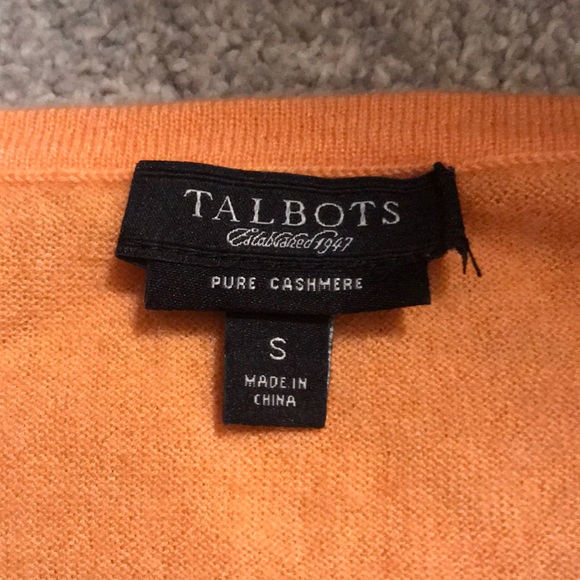 TALBOTS
Established 1947
PURE CASHMERE
S
MADE IN
CHINA